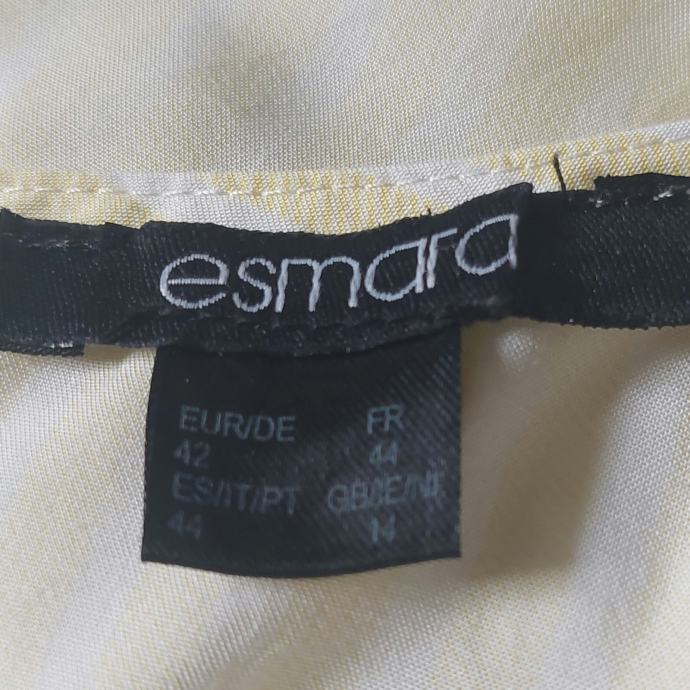 esmara
EUR/DE FR
42 44
ES/IT/PT GB/IE/NI
44 14